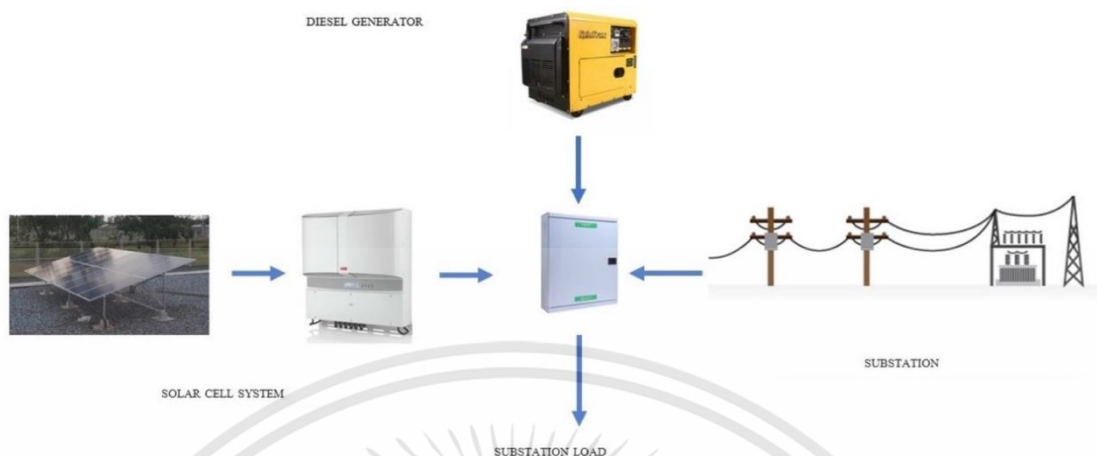 DIESEL GENERATOR
SUBSTATION
SOLAR CELL SYSTEM
SUBSTATION LOAD